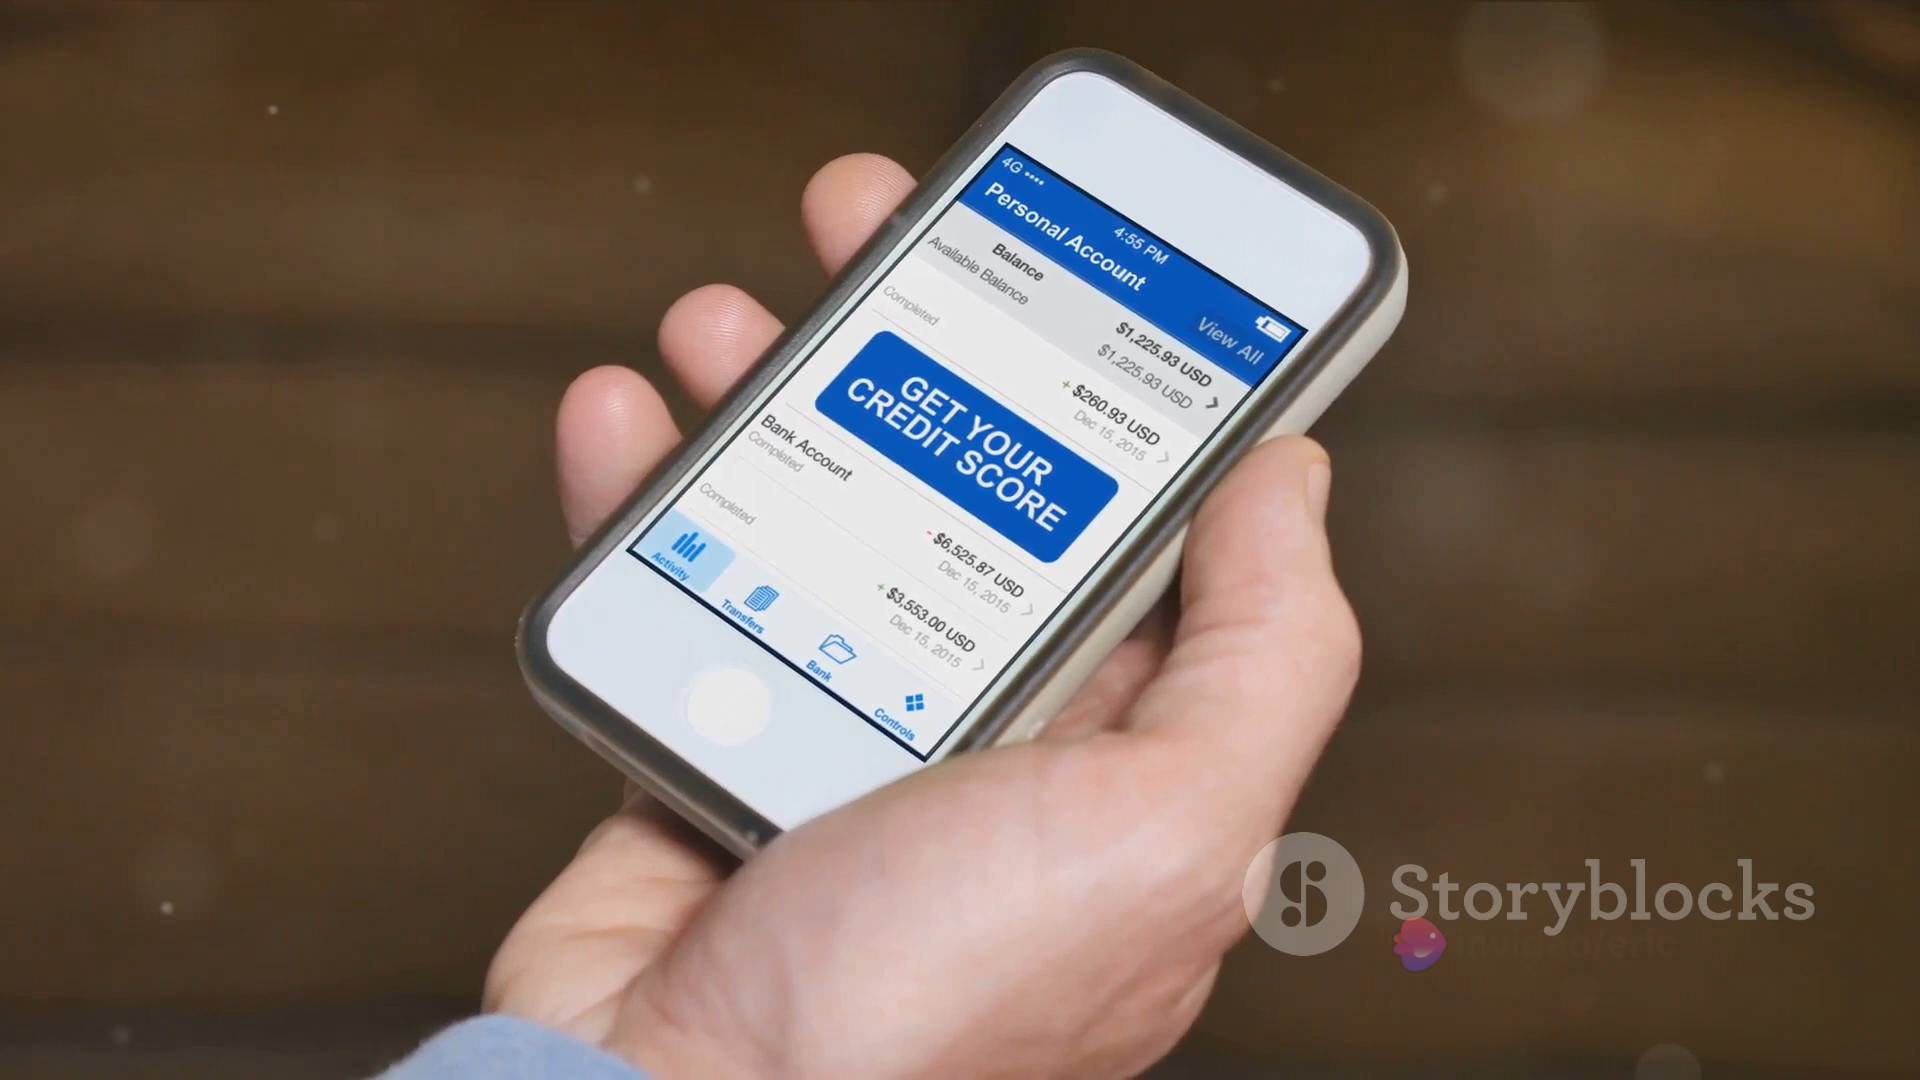 4G
4:55 PM
Personal Account
View All
Balance
$1,225.93 USD
Available Balance
$1,225.93 USD
+ $260.93 USD
Completed
Dec 15, 2015
GET YOUR
CREDIT SCORE
Bank Account
- $6,525.87 USD
Completed
Dec 15, 2015
+ $3,553.00 USD
Completed
Dec 15, 2015
Activity
Transfers
Bank
Controls
Storyblocks
invideo/eric